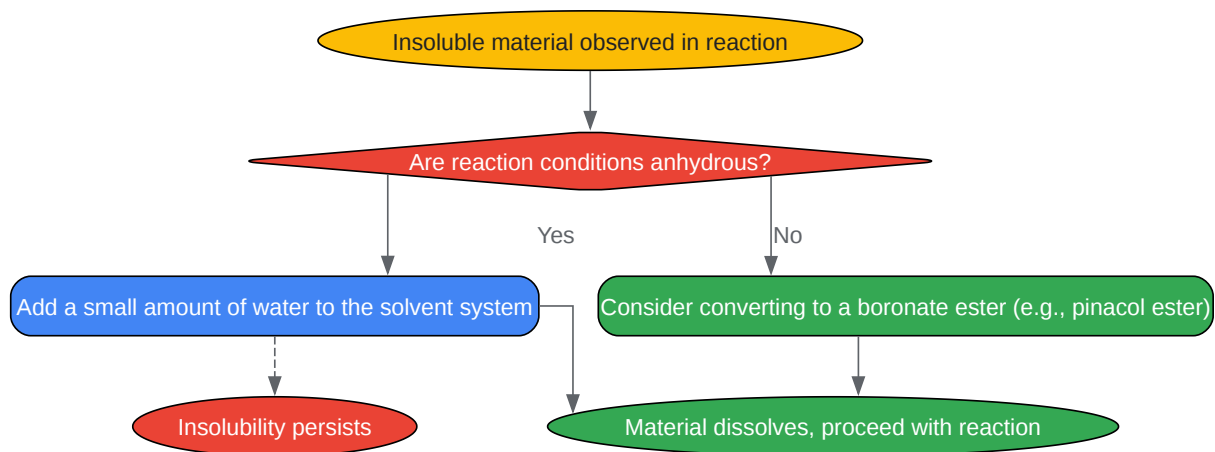 Insoluble material observed in reaction
Are reaction conditions anhydrous?
Yes
No
Add a small amount of water to the solvent system
Consider converting to a boronate ester (e.g., pinacol ester)
Insolubility persists
Material dissolves, proceed with reaction